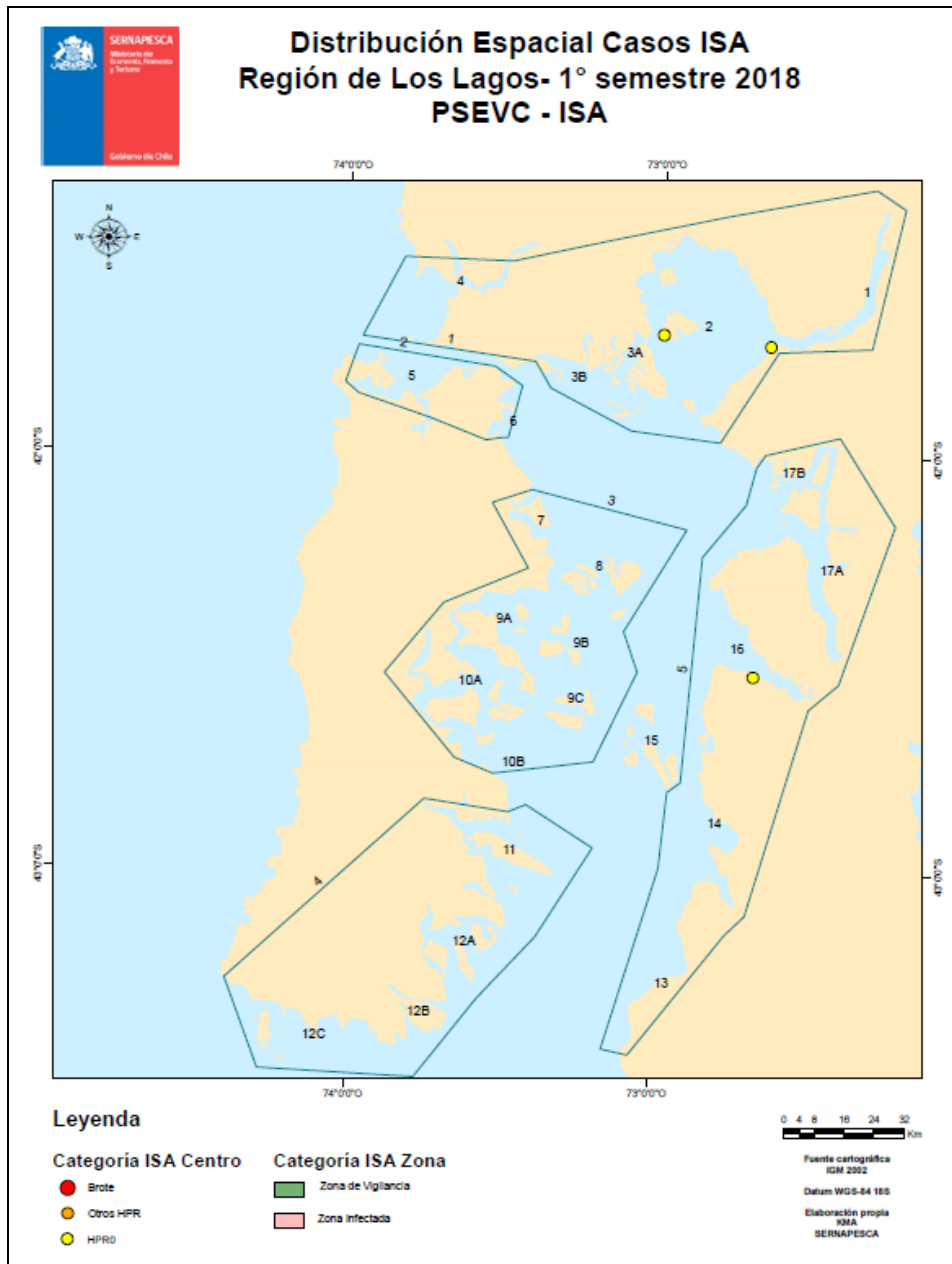 SERNAPESCA
Ministerio de
Economía, Fomento
y Turismo
Gobierno de Chile
Distribución Espacial Casos ISA
Región de Los Lagos- 1° semestre 2018
PSEVC - ISA
74°0'0"O
73°0'0"O
N
W
E
S
4
1
2
2
1
3A
3B
5
6
42°0'0"S
42°0'0"S
17B
3
7
8
17A
9A
9B
16
5
10A
9C
15
10B
14
11
43°0'0"S
43°0'0"S
4
12A
13
12B
12C
74°0'0"O
73°0'0"O
Leyenda
0 4 8 16 24 32
Km
Categoría ISA Centro
Categoría ISA Zona
Brote
Zona de Vigilancia
Otros HPR
Zona Infectada
HPR0
Fuente cartográfica
IGM 2002
Datum WGS-84 18S
Elaboración propia
KMA
SERNAPESCA